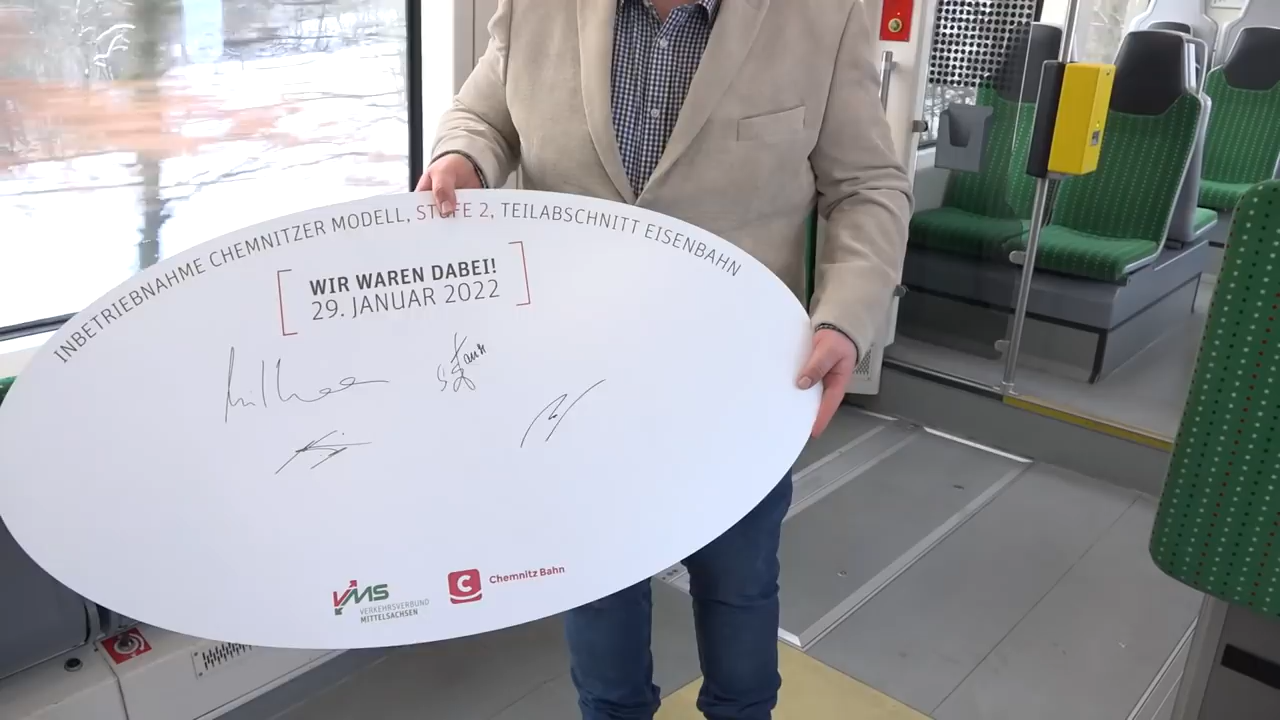 INBETRIEBNAHME CHEMNITZER MODELL, STUFE 2, TEILABSCHNITT EISENBAHN
WIR WAREN DABEI!
29. JANUAR 2022
VMS
VERKEHRSVERBUND
MITTELSACHSEN
C
Chemnitz Bahn